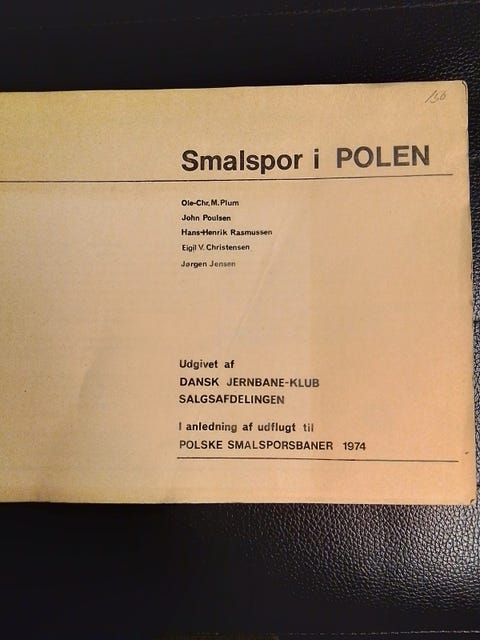 Smalspor i POLEN
Ole-Chr. M. Plum
John Poulsen
Hans-Henrik Rasmussen
Eigil V. Christensen
Jørgen Jensen
Udgivet af
DANSK JERNBANE-KLUB
SALGSAFDELINGEN
I anledning af udflugt til
POLSKE SMALSPORSBANER 1974